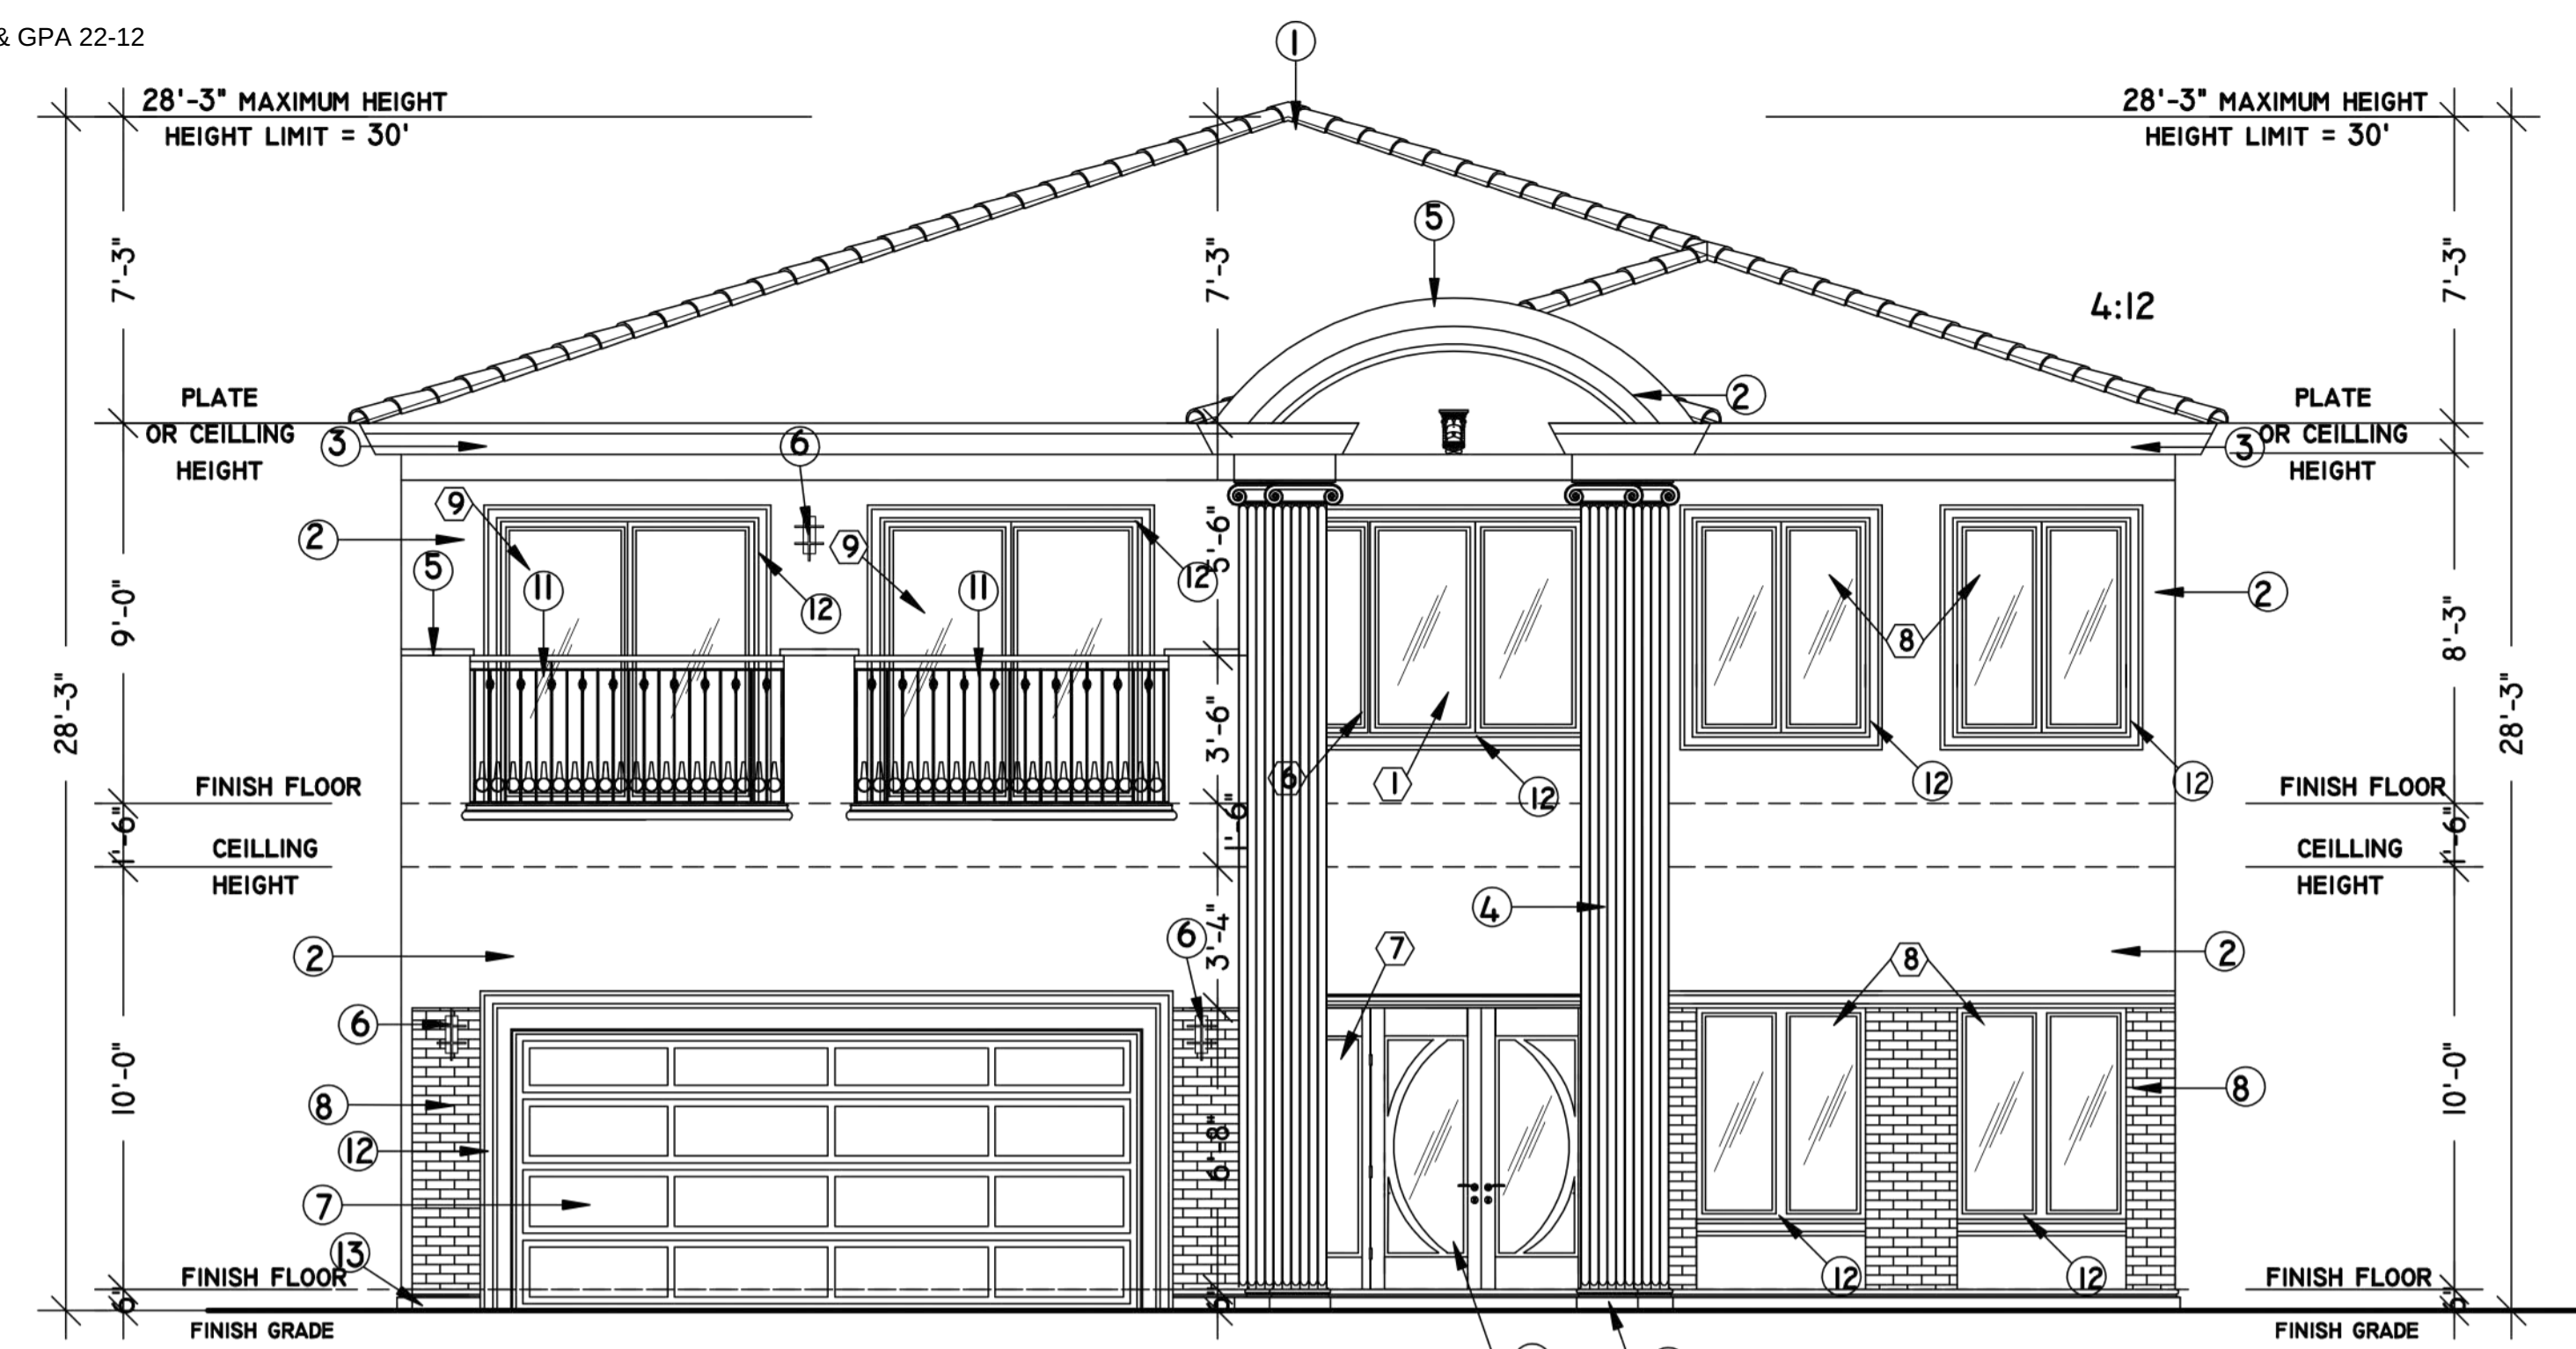 & GPA 22-12
1
28'-3" MAXIMUM HEIGHT
HEIGHT LIMIT = 30'
28'-3" MAXIMUM HEIGHT
HEIGHT LIMIT = 30'
5
7'-3"
7'-3"
7'-3"
4:12
PLATE
OR CEILLING
HEIGHT
2
PLATE
OR CEILLING
HEIGHT
3
6
3
9
2
9
5'-6"
5
11
11
12
12
2
9'-0"
8'-3"
8
28'-3"
3'-6"
28'-3"
FINISH FLOOR
6
1
12
12
12
FINISH FLOOR
1'-6"
1'-6"
1'-6"
CEILLING
HEIGHT
CEILLING
HEIGHT
4
2
6
3'-4"
7
8
2
6
10'-0"
8
6'-8"
10'-0"
8
12
7
13
FINISH FLOOR
12
12
FINISH FLOOR
6"
6"
6"
FINISH GRADE
FINISH GRADE